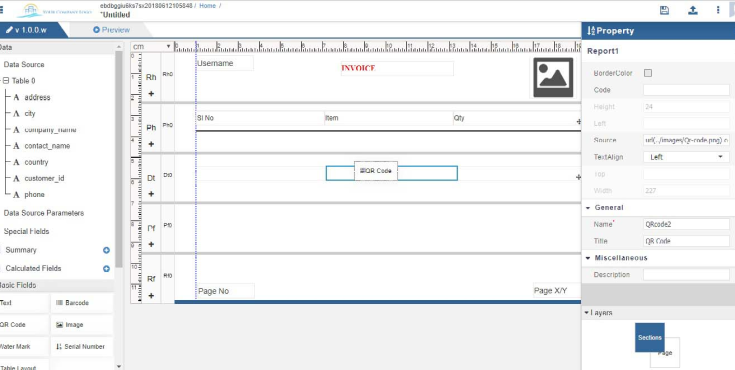 ebdbggiu6ks7sx20180612105848 / Home /
*Untitled
v 1.0.0.w
Preview
Property
Report1
Data
Data Source
Table 0
A address
A city
A company_name
A contact_name
A country
A customer_id
A phone
Data Source Parameters
Special Fields
Summary
Calculated Fields
Basic Fields
Text
Barcode
QR Code
Image
Water Mark
Serial Number
Table Layout
cm
Rh
Rh0
Username
INVOICE
Ph
Ph0
Sl No
Item
Qty
Dt
Dt0
QR Code
Pf
Pf0
Rf
Rf0
Page No
Page X/Y
BorderColor
Code
Height
24
Left
Source
url(../images/Qr-code.png) c
TextAlign
Left
Top
Width
227
General
Name*
QRcode2
Title
QR Code
Miscellaneous
Description
Layers
Sections
Page